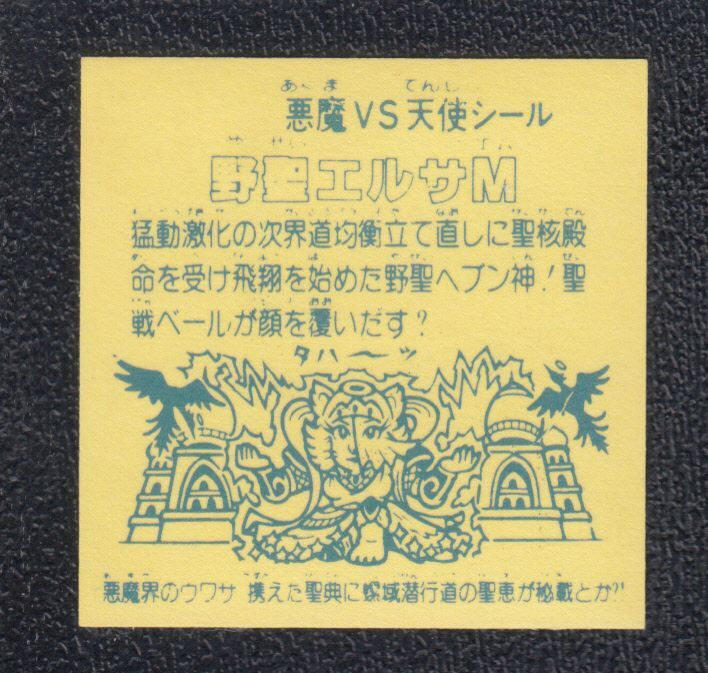 悪魔VS天使シール
野聖エルサM
猛動激化の次界道均衡立て直しに聖核殿
命を受け飛翔を始めた野聖ヘブン神!聖
戦ベールが顔を覆いだす?
タハーッ
悪魔界のウワサ 携えた聖典に螺域潜行道の聖恵が秘載とか?!